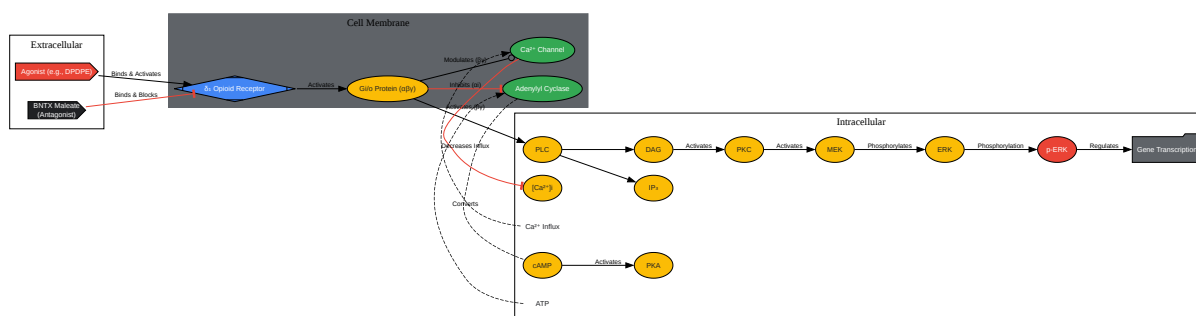 Cell Membrane
Extracellular
Ca²⁺ Channel
Modulates (βγ)
Agonist (e.g., DPDPE)
Binds & Activates
δ₁ Opioid Receptor
Activates
Gi/o Protein (αβγ)
Inhibits (αi)
Adenylyl Cyclase
Binds & Blocks
BNTX Maleate
(Antagonist)
Activates (βγ)
Intracellular
Decreases Influx
PLC
DAG
Activates
PKC
Activates
MEK
Phosphorylates
ERK
Phosphorylation
p-ERK
Regulates
Gene Transcription
[Ca²⁺]i
IP₃
Converts
Ca²⁺ Influx
cAMP
Activates
PKA
ATP